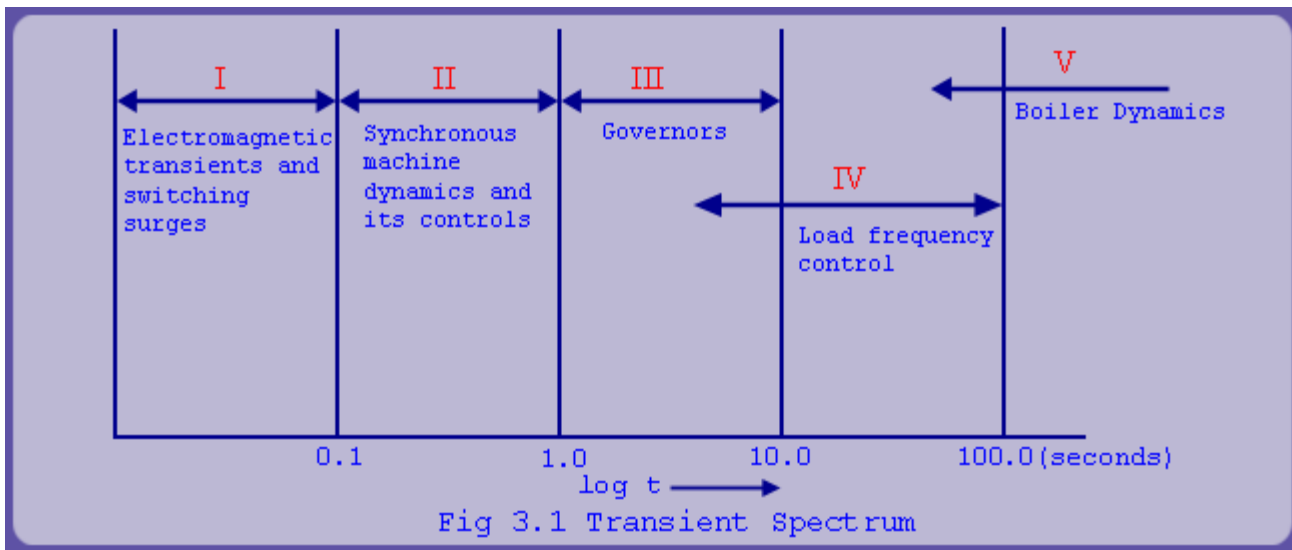 I
II
III
V
Electromagnetic
transients and
switching
surges
Synchronous
machine
dynamics and
its controls
Governors
Boiler Dynamics
IV
Load frequency
control
0.1
1.0
10.0
100.0(seconds)
log t
Fig 3.1 Transient Spectrum